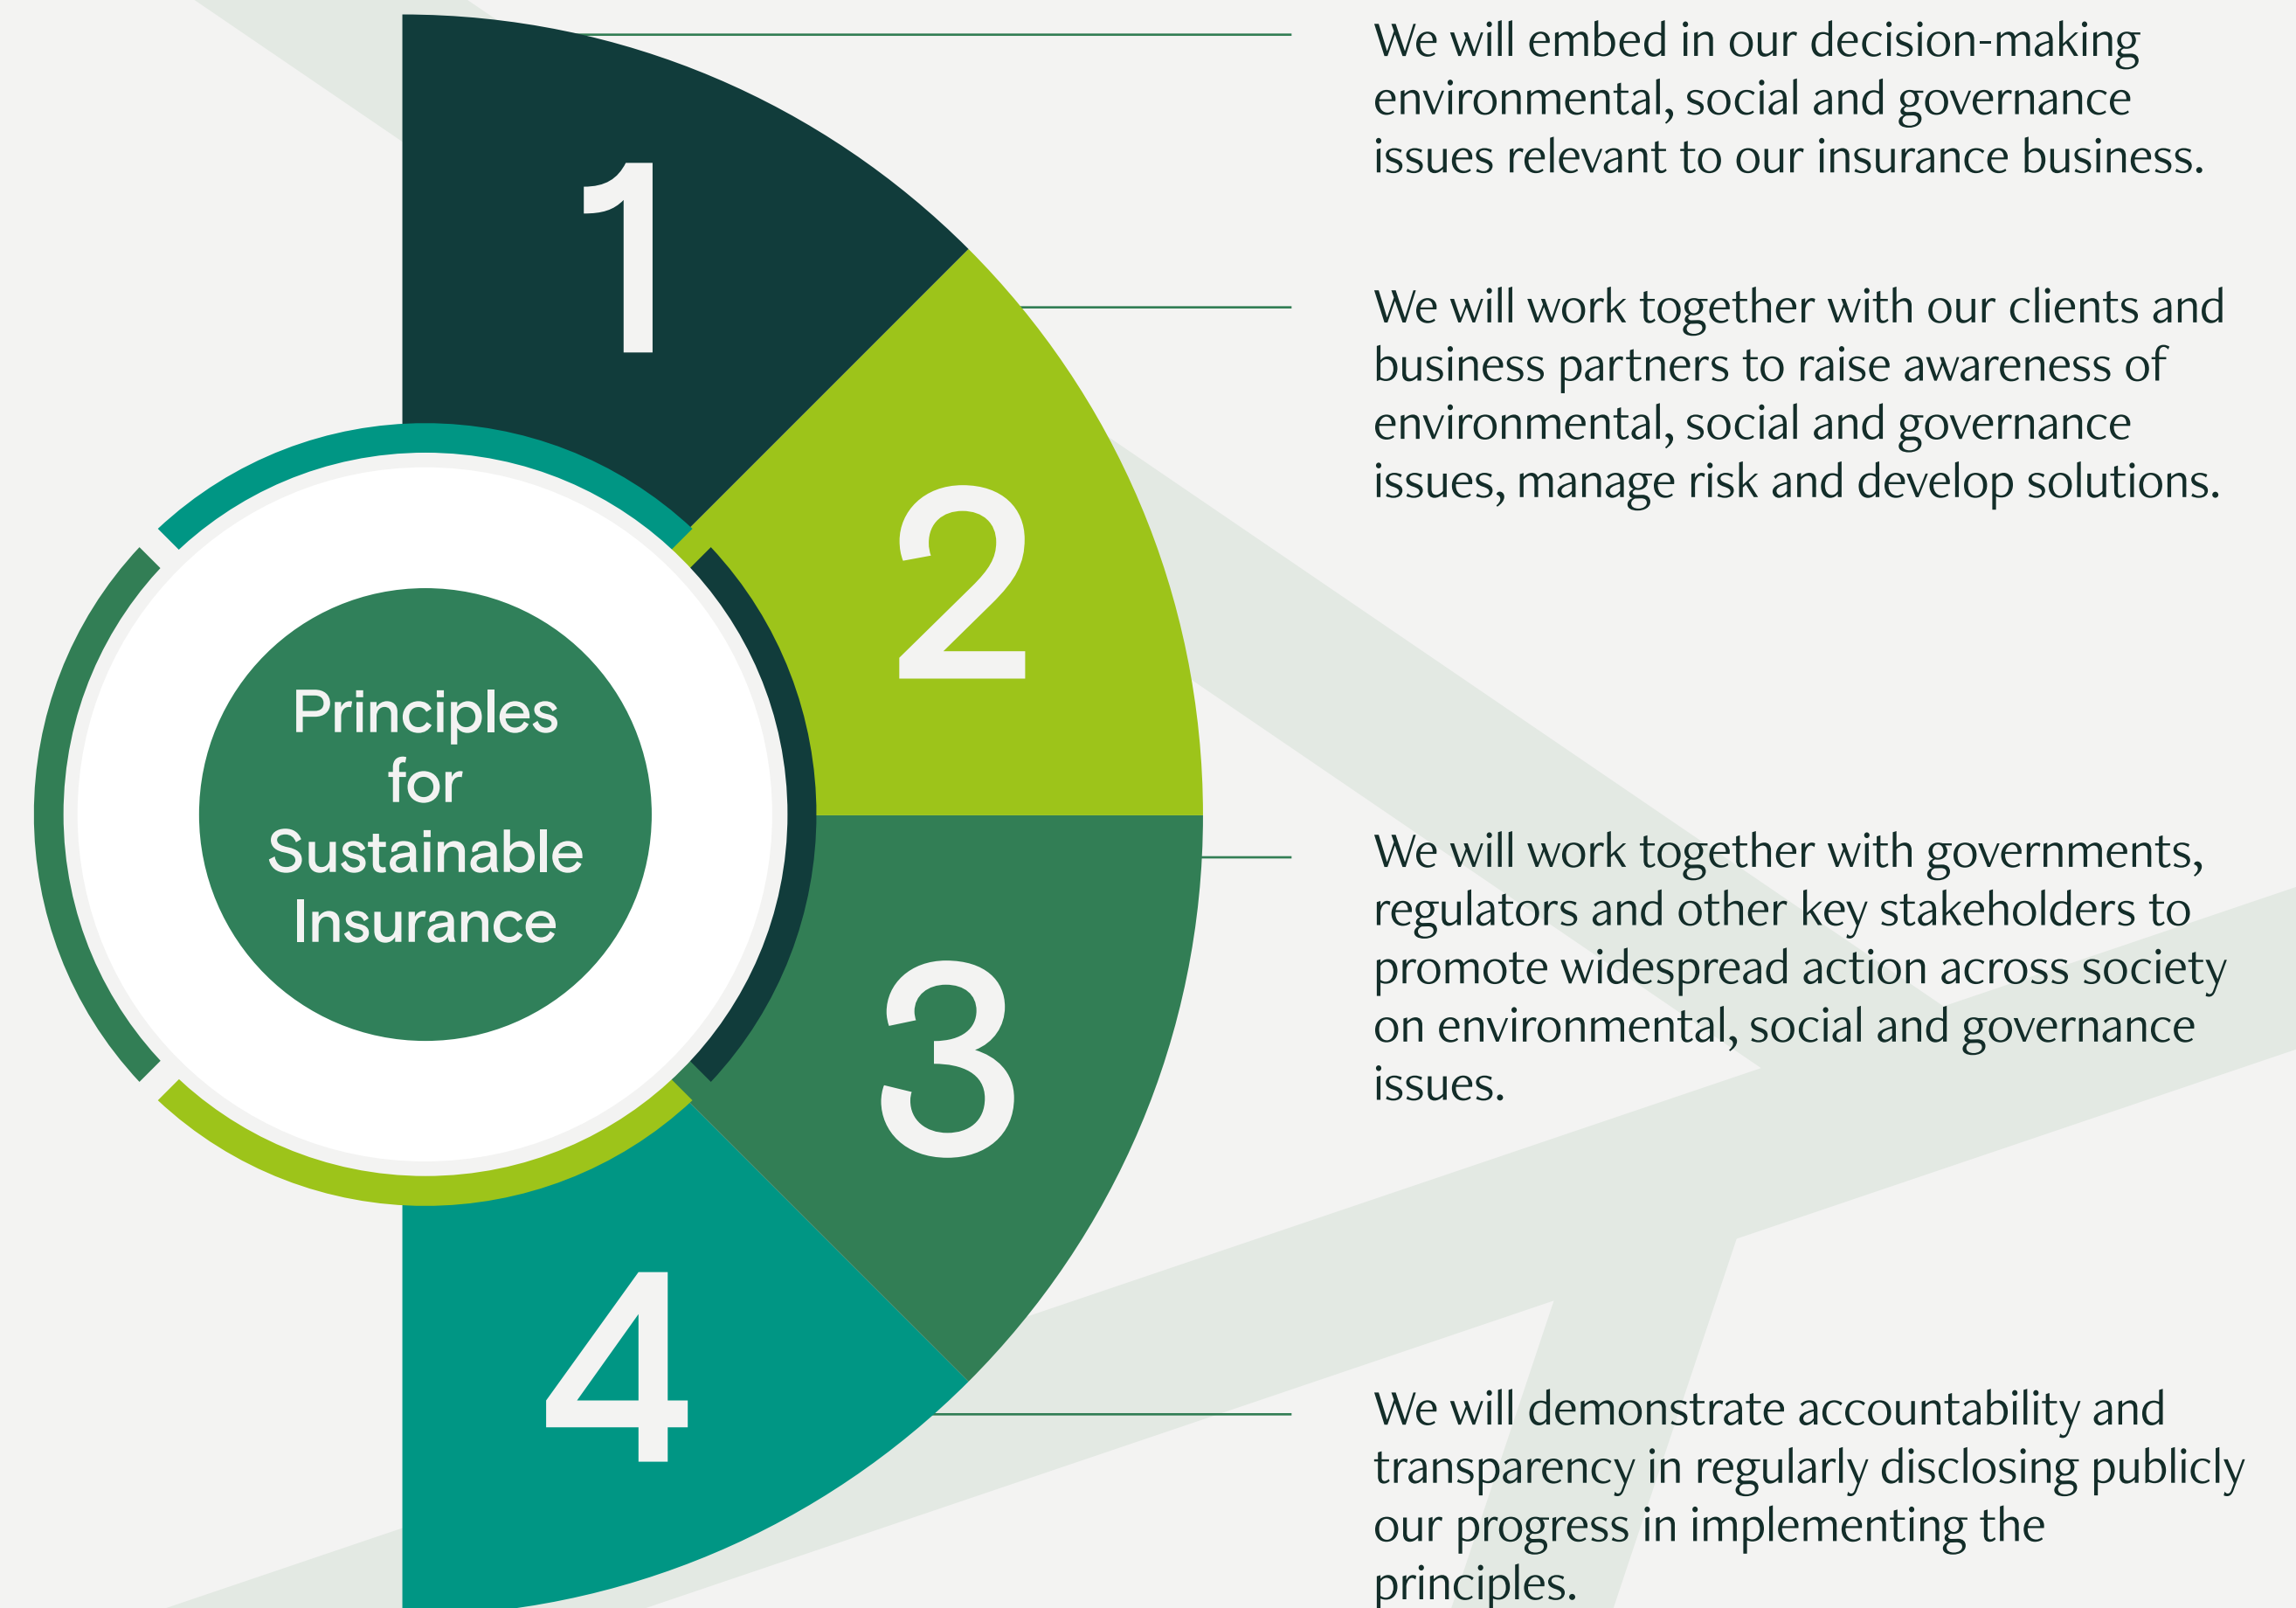 1
We will embed in our decision-making
environmental, social and governance
issues relevant to our insurance business.
2
We will work together with our clients and
business partners to raise awareness of
environmental, social and governance
issues, manage risk and develop solutions.
Principles
for
Sustainable
Insurance
3
We will work together with governments,
regulators and other key stakeholders to
promote widespread action across society
on environmental, social and governance
issues.
4
We will demonstrate accountability and
transparency in regularly disclosing publicly
our progress in implementing the
principles.